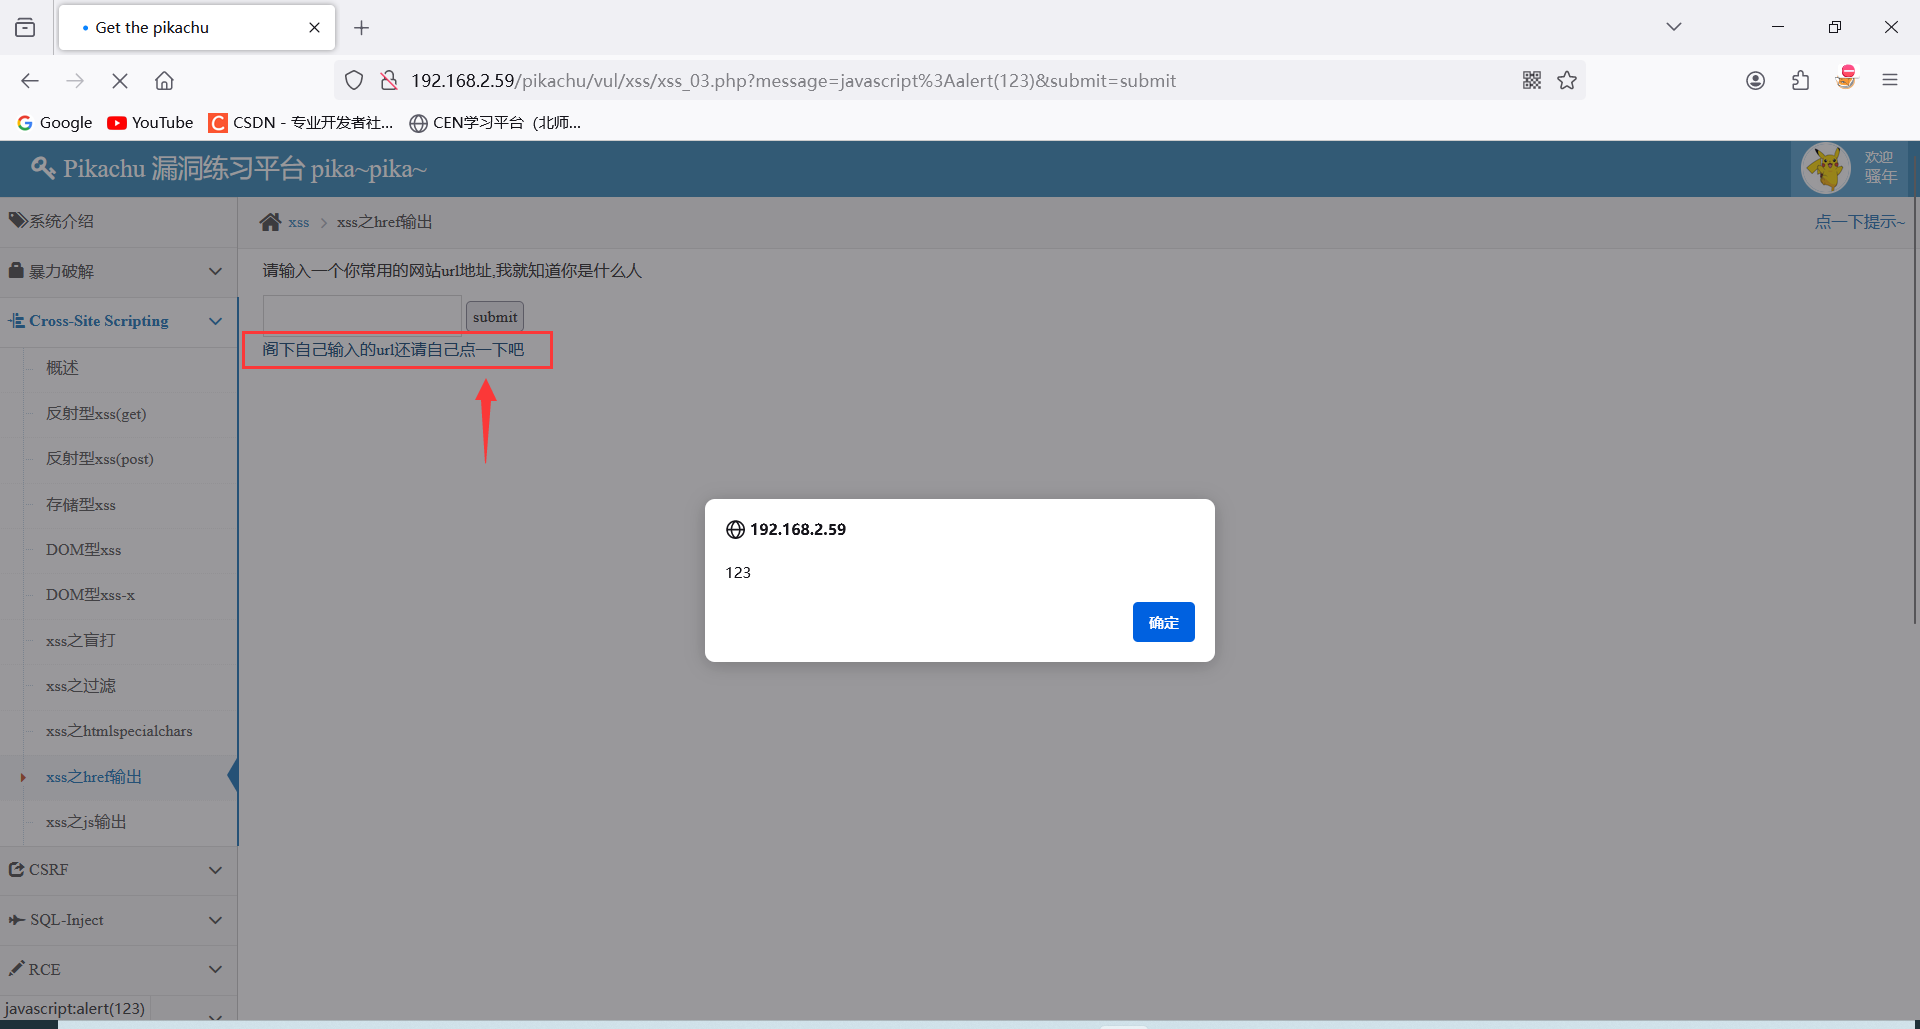 Get the pikachu
192.168.2.59/pikachu/vul/xss/xss_03.php?message=javascript%3Aalert(123)&submit=submit
Google YouTube CSDN - 专业开发者社... CEN学习平台（北师...
Pikachu 漏洞练习平台 pika~pika~
欢迎
骚年
系统介绍
xss
xss之href输出
点一下提示~
暴力破解
请输入一个你常用的网站url地址,我就知道你是什么人
submit
Cross-Site Scripting
阁下自己输入的url还请自己点一下吧
概述
反射型xss(get)
反射型xss(post)
存储型xss
DOM型xss
DOM型xss-x
xss之盲打
xss之过滤
xss之htmlspecialchars
xss之href输出
xss之js输出
192.168.2.59
123
确定
CSRF
SQL-Inject
RCE
javascript:alert(123)